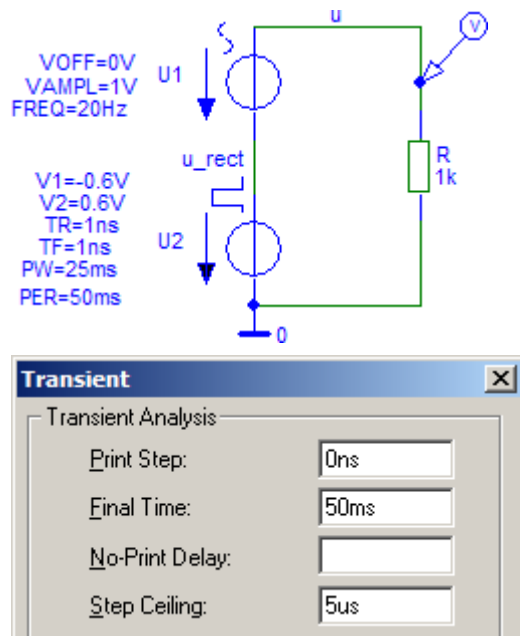 u
V
VOFF=0V
VAMPL=1V
FREQ=20Hz
U1
u_rect
V1=-0.6V
V2=0.6V
TR=1ns
TF=1ns
PW=25ms
PER=50ms
U2
R
1k
0
Transient
Transient Analysis
Print Step: 0ns
Final Time: 50ms
No-Print Delay:
Step Ceiling: 5us